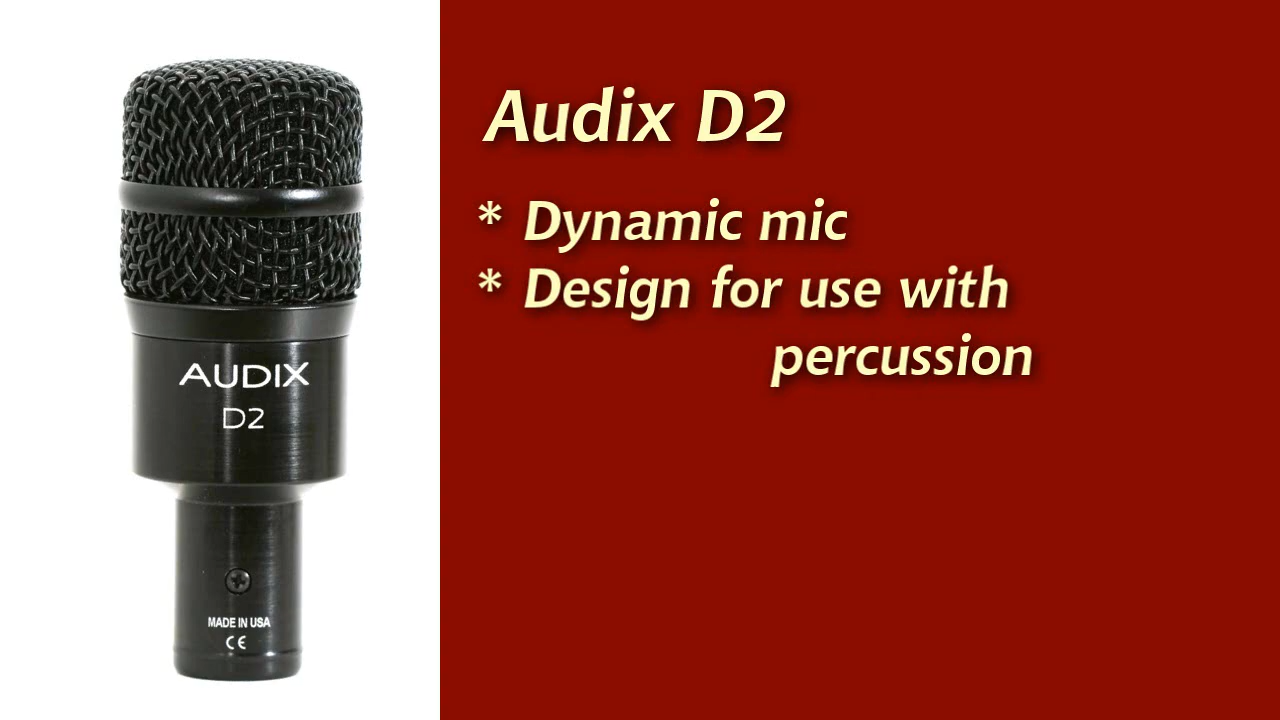 AUDIX
D2
MADE IN USA
CE
Audix D2
* Dynamic mic
* Design for use with
percussion